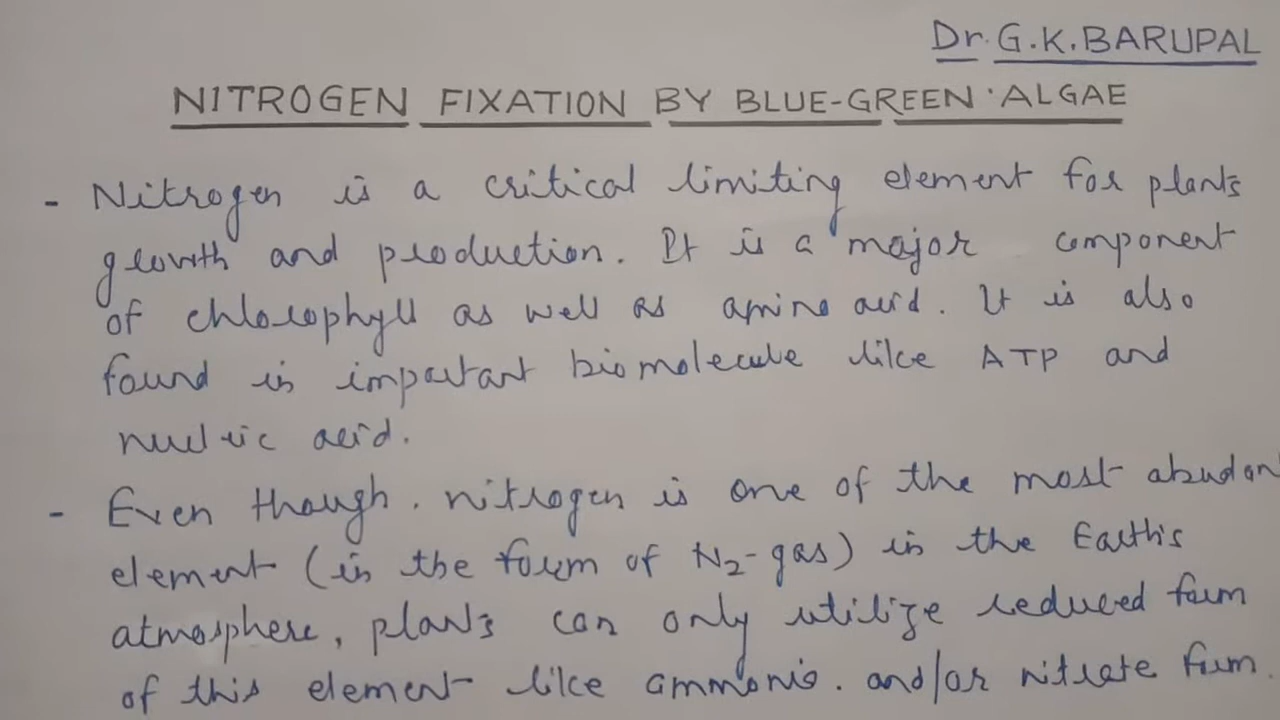 Dr. G.K. BARUPAL
NITROGEN FIXATION BY BLUE-GREEN ALGAE
- Nitrogen is a critical limiting element for plants
growth and production. It is a major component
of chlorophyll as well as amino acid. It is also
found in important biomolecule like ATP and
nucleic acid.
- Even though, nitrogen is one of the most abudant
element (in the form of N₂-gas) in the Earth's
atmosphere, plants can only utilize reduced form
of this element like ammonia. and/or nitrate form.